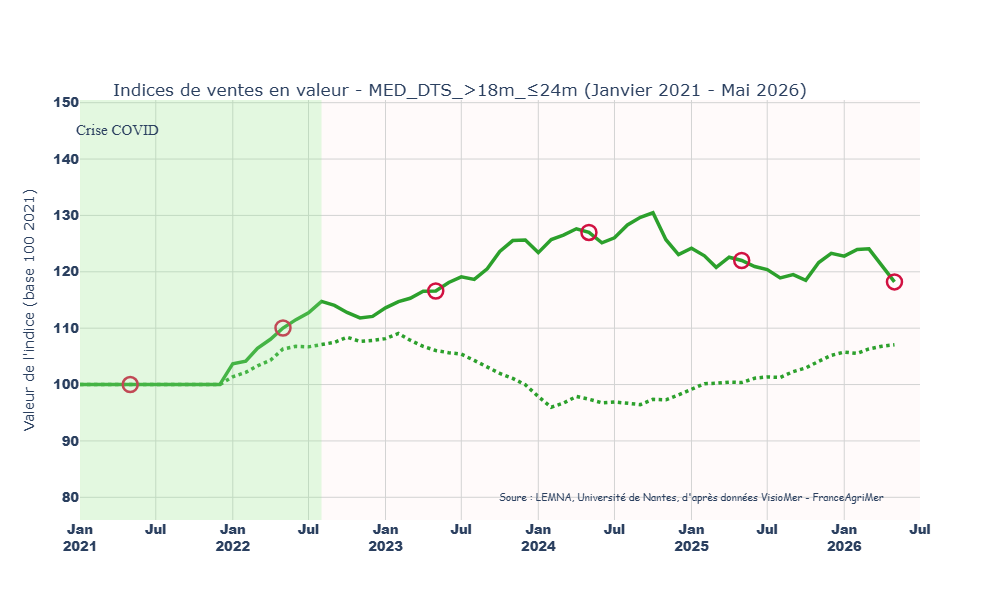 Indices de ventes en valeur - MED_DTS_>18m_≤24m (Janvier 2021 - Mai 2026)
Crise COVID
Valeur de l'indice (base 100 2021)
150
140
130
120
110
100
90
80
Soure : LEMNA, Université de Nantes, d'après données VisioMer - FranceAgriMer
Jan Jul Jan Jul Jan Jul Jan Jul Jan Jul Jan Jul
2021 2022 2023 2024 2025 2026